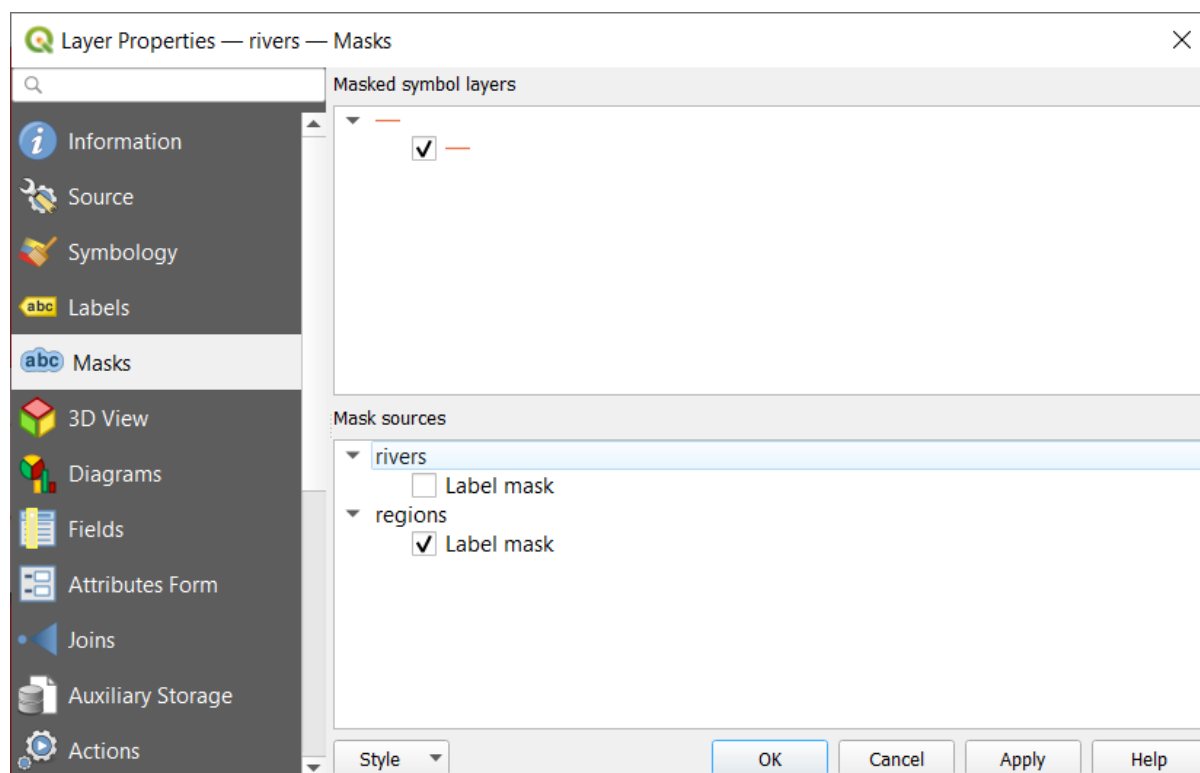 Layer Properties — rivers — Masks
Masked symbol layers
Information
Source
Symbology
abc Labels
abc Masks
3D View
Diagrams
Fields
Attributes Form
Joins
Auxiliary Storage
Actions
Mask sources
rivers
Label mask
regions
Label mask
Style
OK
Cancel
Apply
Help